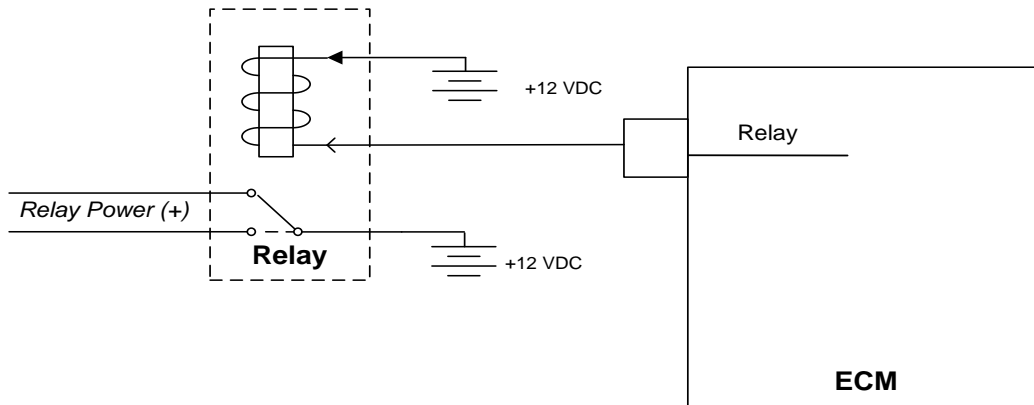 +12 VDC
Relay
Relay Power (+)
Relay
+12 VDC
ECM